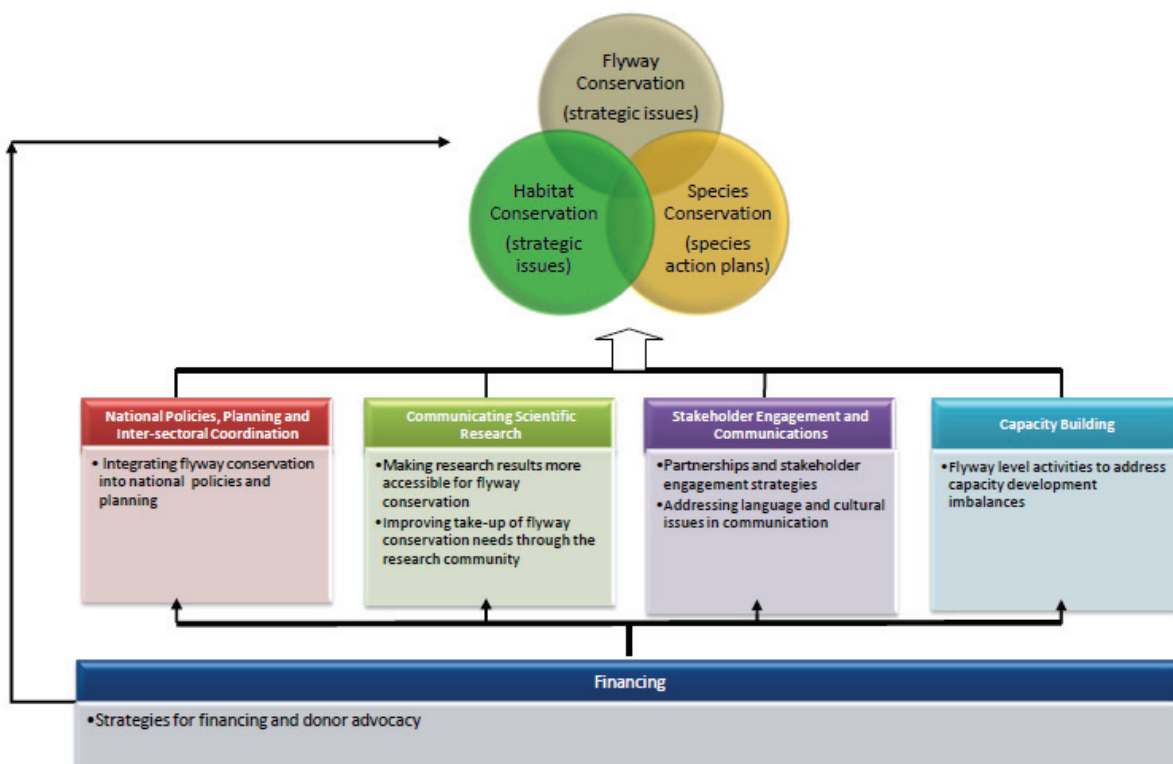 Flyway
Conservation
(strategic issues)
Habitat
Conservation
(strategic
issues)
Species
Conservation
(species
action plans)
National Policies, Planning and
Inter-sectoral Coordination
• Integrating flyway conservation
into national policies and
planning
Communicating Scientific
Research
• Making research results more
accessible for flyway
conservation
• Improving take-up of flyway
conservation needs through the
research community
Stakeholder Engagement and
Communications
• Partnerships and stakeholder
engagement strategies
• Addressing language and cultural
issues in communication
Capacity Building
• Flyway level activities to address
capacity development
imbalances
Financing
•Strategies for financing and donor advocacy